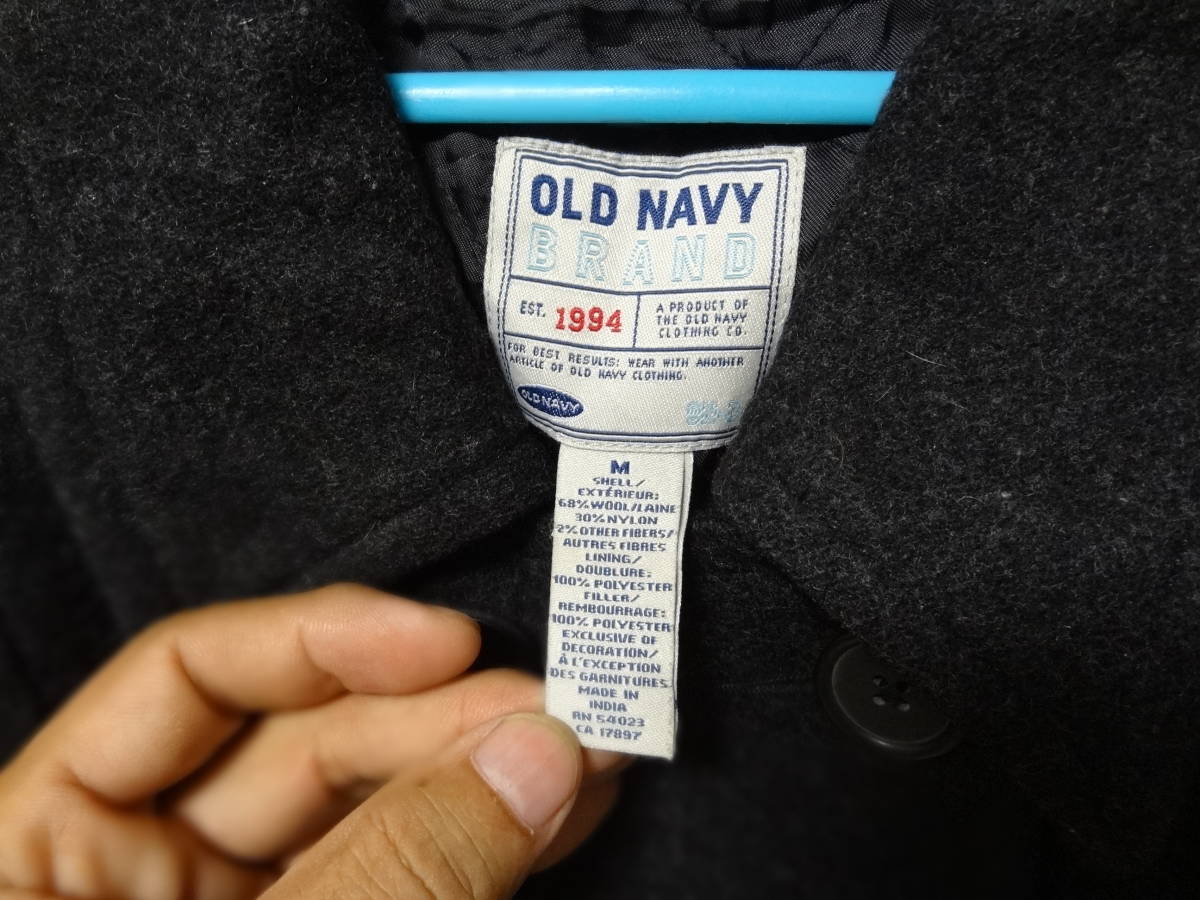 OLD NAVY
BRAND
EST. 1994
A PRODUCT OF
THE OLD NAVY
CLOTHING CO.
FOR BEST RESULTS: WEAR WITH ANOTHER
ARTICLE OF OLD NAVY CLOTHING.
OLD NAVY
M
SHELL/
EXTÉRIEUR:
68% WOOL/LAINE
30% NYLON
2% OTHER FIBERS/
AUTRES FIBRES
LINING/
DOUBLURE:
100% POLYESTER
FILLER/
REMBOURRAGE:
100% POLYESTER
EXCLUSIVE OF
DECORATION/
À L'EXCEPTION
DES GARNITURES
MADE IN
INDIA
RN 54023
CA 17897